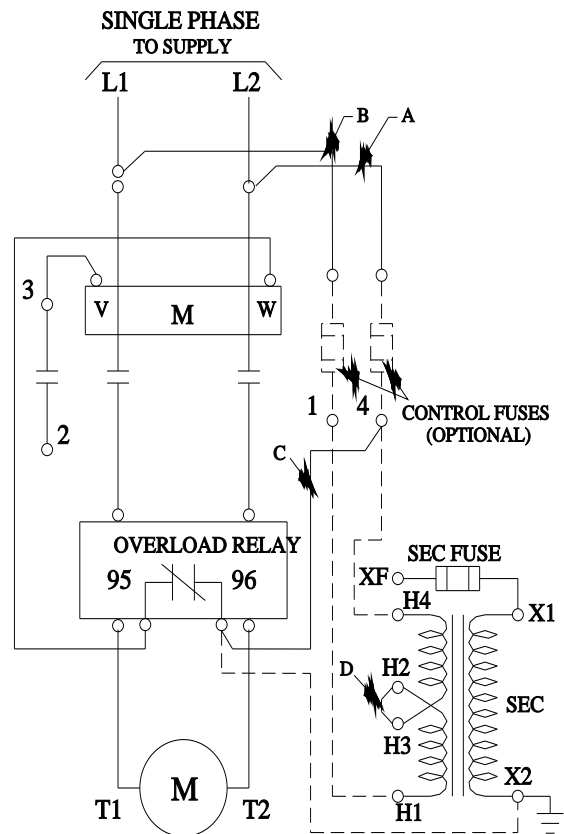 SINGLE PHASE
TO SUPPLY
L1 L2
B A
3 V M W
2
1 4 CONTROL FUSES
(OPTIONAL)
C
OVERLOAD RELAY
95 96
SEC FUSE
XF
H4 X1
D H2
SEC
H3
X2
H1
T1 M T2